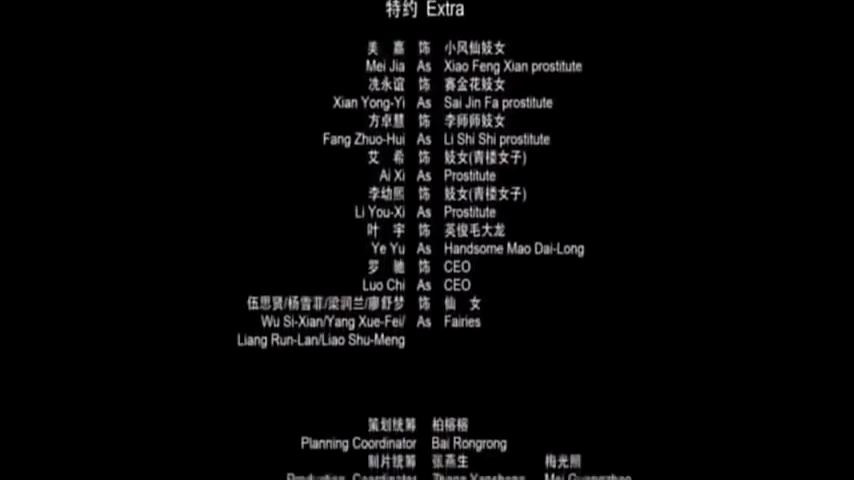 特约 Extra
美 嘉 饰 小风仙妓女
Mei Jia As Xiao Feng Xian prostitute
冼永谊 饰 赛金花妓女
Xian Yong-Yi As Sai Jin Fa prostitute
方卓慧 饰 李师师妓女
Fang Zhuo-Hui As Li Shi Shi prostitute
艾 希 饰 妓女(青楼女子)
Ai Xi As Prostitute
李幼熙 饰 妓女(青楼女子)
Li You-Xi As Prostitute
叶 宇 饰 英俊毛大龙
Ye Yu As Handsome Mao Dai-Long
罗 驰 饰 CEO
Luo Chi As CEO
伍思贤/杨雪菲/梁润兰/廖舒梦 饰 仙 女
Wu Si-Xian/Yang Xue-Fei/ As Fairies
Liang Run-Lan/Liao Shu-Meng
策划统筹 柏榕榕
Planning Coordinator Bai Rongrong
制片统筹 张燕生 梅光照